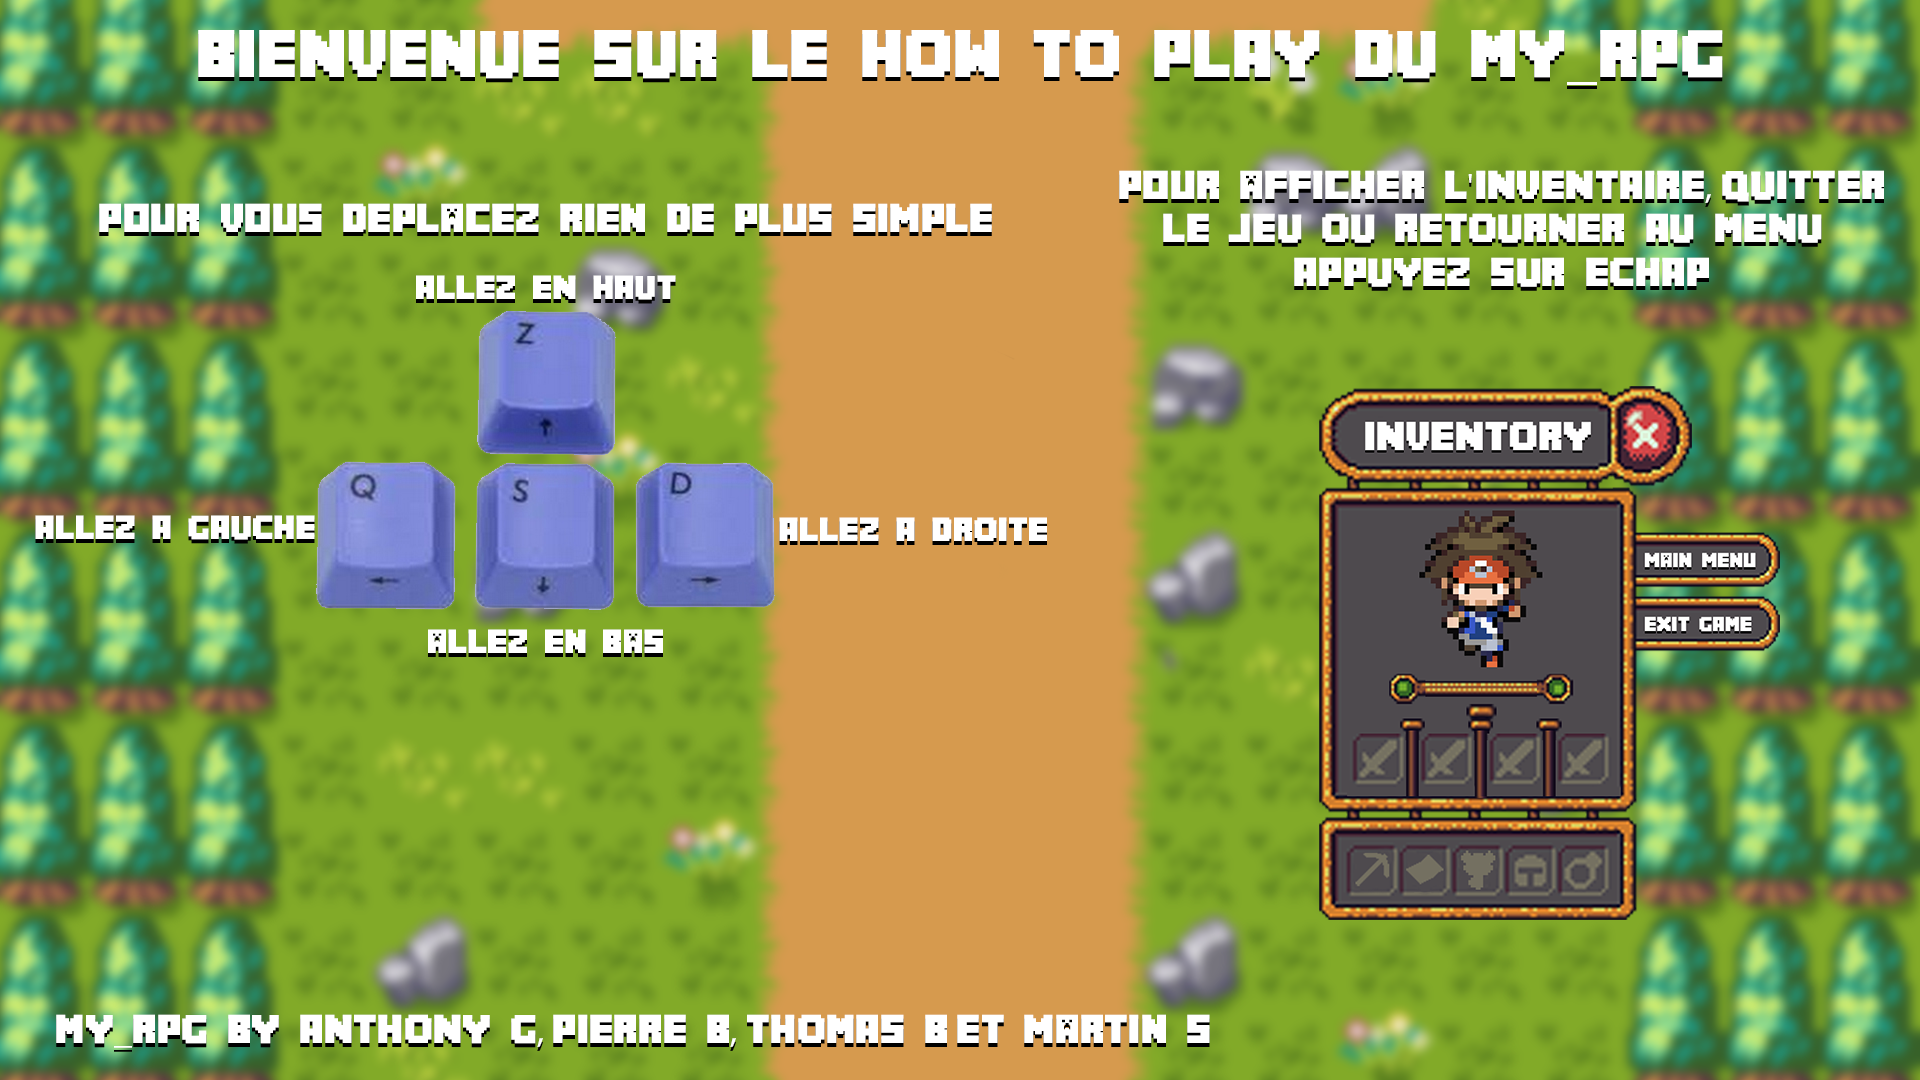 BIENVENUE SUR LE HOW TO PLAY DU MY_RPG
POUR VOUS DEPLACEZ RIEN DE PLUS SIMPLE
POUR AFFICHER L'INVENTAIRE, QUITTER
LE JEU OU RETOURNER AU MENU
APPUYEZ SUR ECHAP
ALLEZ EN HAUT
Z
↑
ALLEZ A GAUCHE
Q
←
S
↓
D
→
ALLEZ A DROITE
ALLEZ EN BAS
INVENTORY
MAIN MENU
EXIT GAME
MY_RPG BY ANTHONY G, PIERRE B, THOMAS B ET MARTIN S